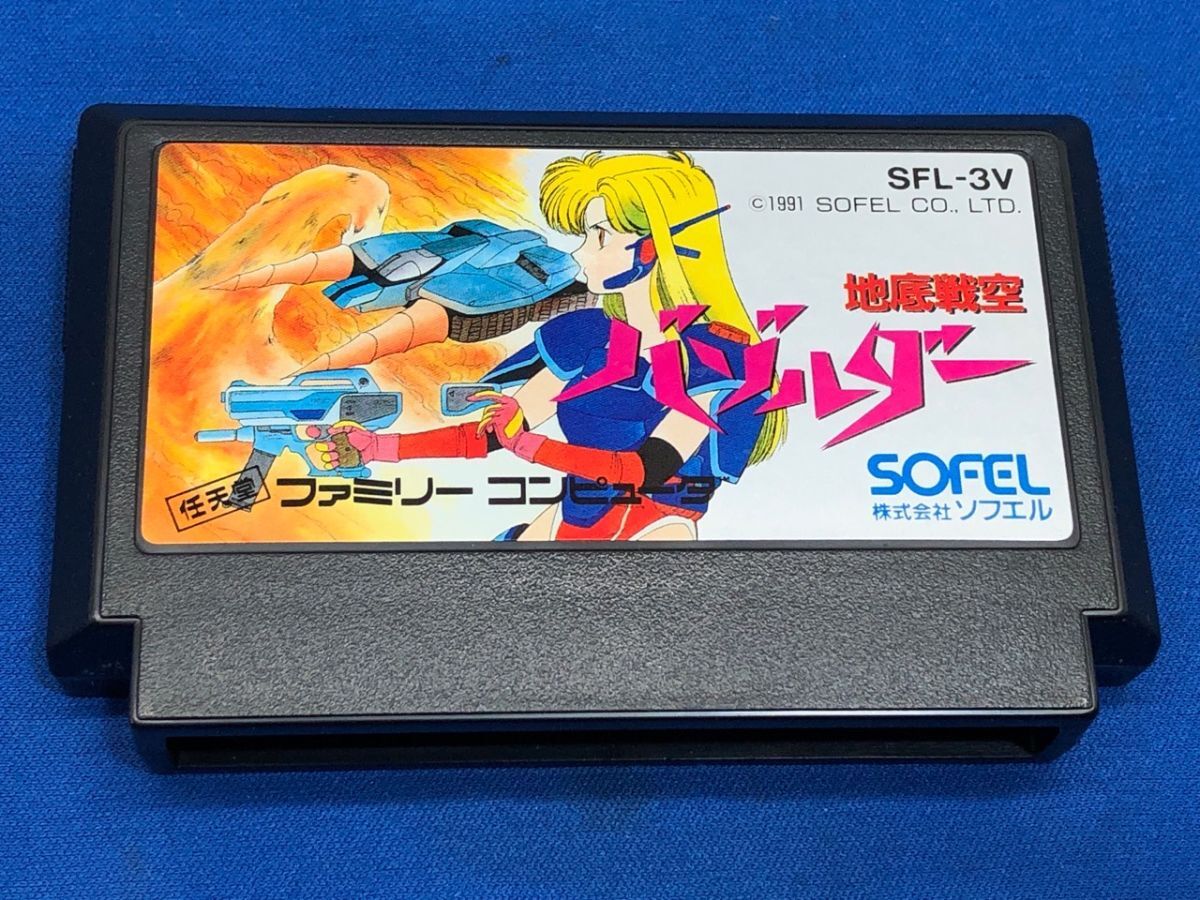 SFL-3V
©1991 SOFEL CO., LTD.
地底戦空
バゾルダー
SOFEL
株式会社 ソフエル
任天堂 ファミリー コンピュータ